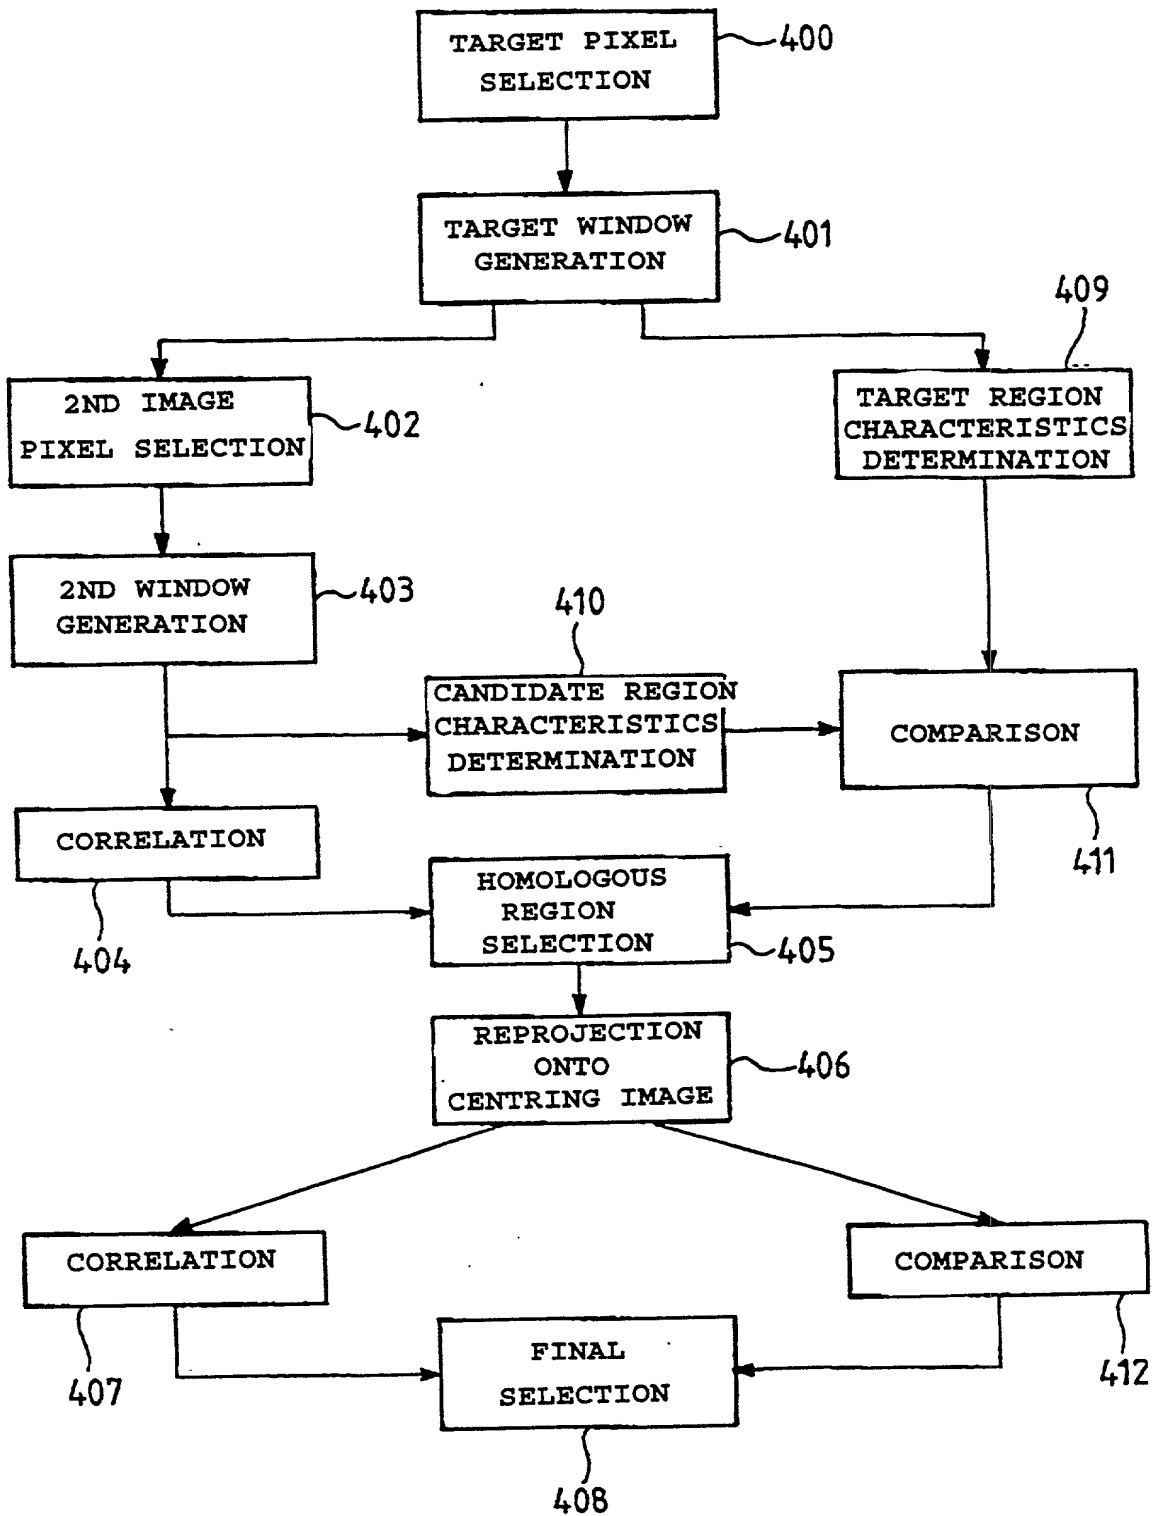 TARGET PIXEL
SELECTION
400
TARGET WINDOW
GENERATION
401
409
2ND IMAGE
PIXEL SELECTION
402
TARGET REGION
CHARACTERISTICS
DETERMINATION
2ND WINDOW
GENERATION
403
410
CANDIDATE REGION
CHARACTERISTICS
DETERMINATION
COMPARISON
411
CORRELATION
404
HOMOLOGOUS
REGION
SELECTION
405
REPROJECTION
ONTO
CENTRING IMAGE
406
CORRELATION
407
COMPARISON
412
FINAL
SELECTION
408